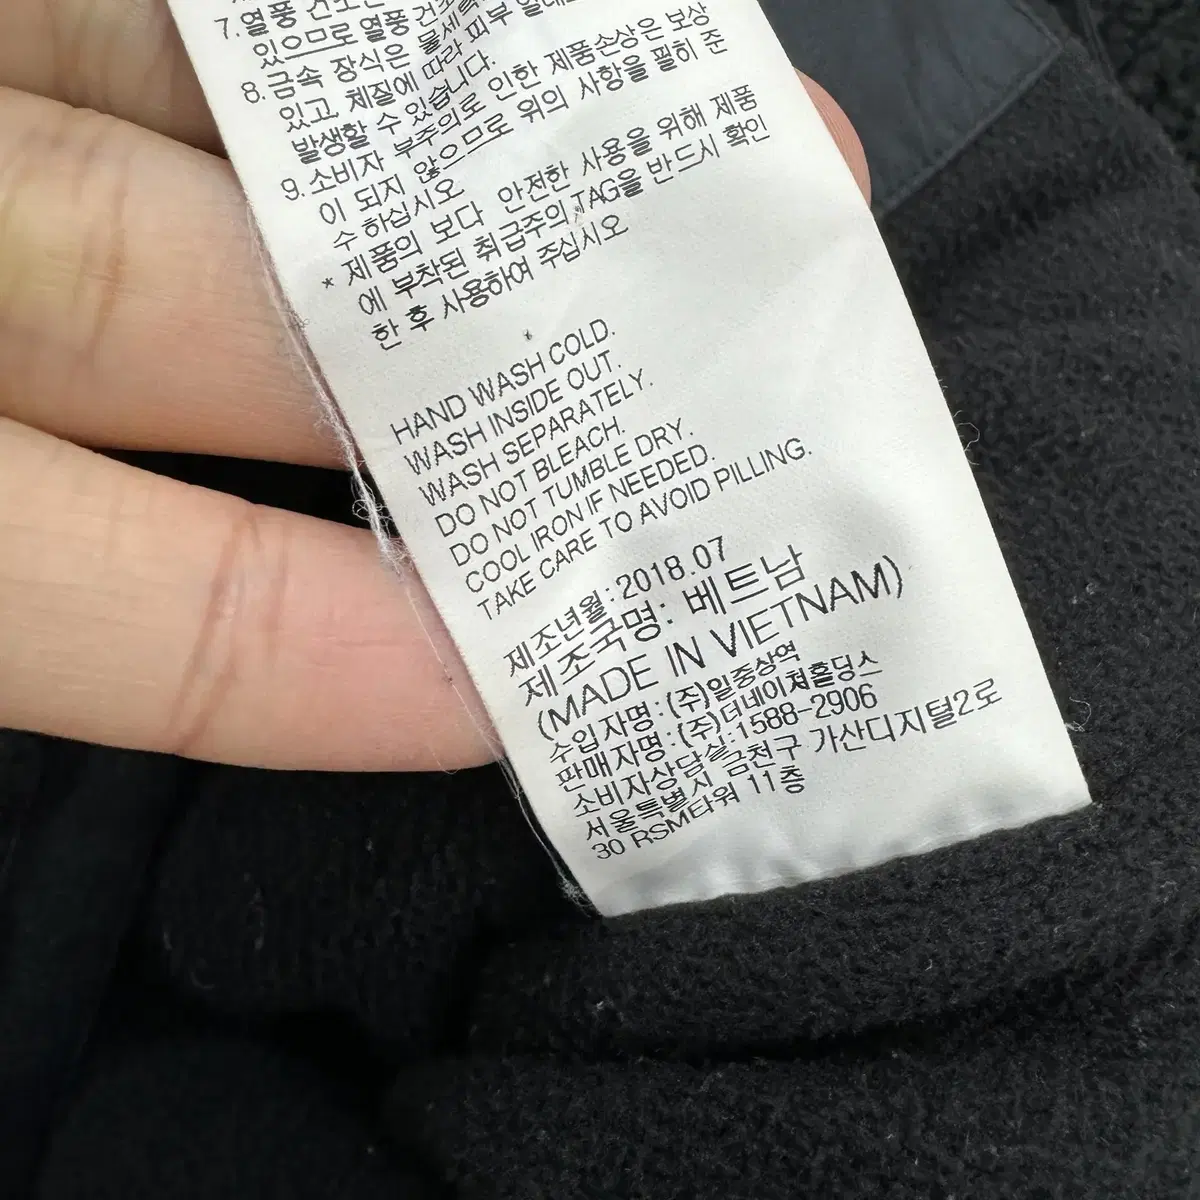 7. 열풍 건조는
있으므로 열풍 건조
8. 금속 장식은 물세탁
있고, 체질에 따라 피부 알레
발생할 수 있습니다.
9. 소비자 부주의로 인한 제품손상은 보상
이 되지 않으므로 위의 사항을 필히 준
수 하십시오
* 제품의 보다 안전한 사용을 위해 제품
에 부착된 취급주의 TAG을 반드시 확인
한 후 사용하여 주십시오
HAND WASH COLD.
WASH INSIDE OUT.
WASH SEPARATELY.
DO NOT BLEACH.
DO NOT TUMBLE DRY.
COOL IRON IF NEEDED.
TAKE CARE TO AVOID PILLING.
제조년월:2018.07
제조국명: 베트남
(MADE IN VIETNAM)
수입자명:(주)일중상역
판매자명:(주)더네이쳐홀딩스
소비자상담실:1588-2906
서울특별시 금천구 가산디지털2로
30 RSM타워 11층